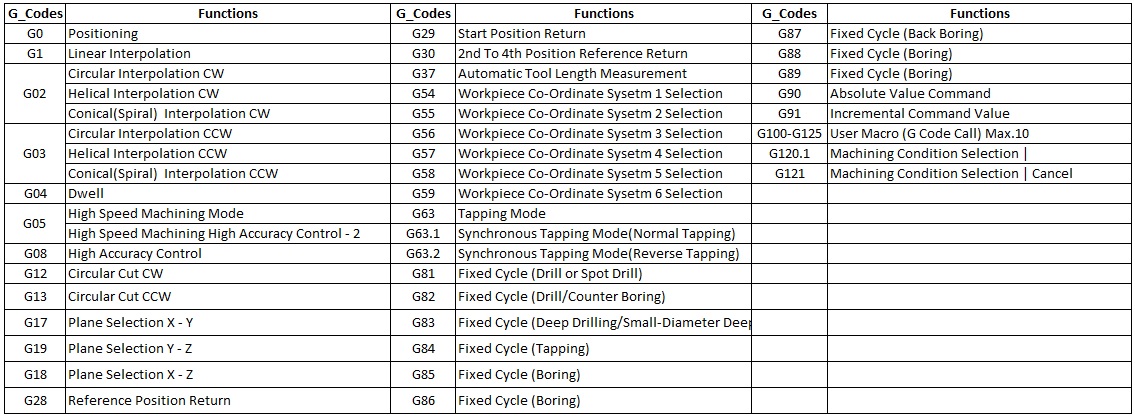 G_Codes Functions G_Codes Functions G_Codes Functions
G0 Positioning G29 Start Position Return G87 Fixed Cycle (Back Boring)
G1 Linear Interpolation G30 2nd To 4th Position Reference Return G88 Fixed Cycle (Boring)
Circular Interpolation CW G37 Automatic Tool Length Measurement G89 Fixed Cycle (Boring)
G02 Helical Interpolation CW G54 Workpiece Co-Ordinate Sysetm 1 Selection G90 Absolute Value Command
Conical(Spiral) Interpolation CW G55 Workpiece Co-Ordinate Sysetm 2 Selection G91 Incremental Command Value
Circular Interpolation CCW G56 Workpiece Co-Ordinate Sysetm 3 Selection G100-G125 User Macro (G Code Call) Max.10
G03 Helical Interpolation CCW G57 Workpiece Co-Ordinate Sysetm 4 Selection G120.1 Machining Condition Selection |
Conical(Spiral) Interpolation CCW G58 Workpiece Co-Ordinate Sysetm 5 Selection G121 Machining Condition Selection | Cancel
G04 Dwell G59 Workpiece Co-Ordinate Sysetm 6 Selection
G05 High Speed Machining Mode G63 Tapping Mode
High Speed Machining High Accuracy Control - 2 G63.1 Synchronous Tapping Mode(Normal Tapping)
G08 High Accuracy Control G63.2 Synchronous Tapping Mode(Reverse Tapping)
G12 Circular Cut CW G81 Fixed Cycle (Drill or Spot Drill)
G13 Circular Cut CCW G82 Fixed Cycle (Drill/Counter Boring)
G17 Plane Selection X - Y G83 Fixed Cycle (Deep Drilling/Small-Diameter Deep
G19 Plane Selection Y - Z G84 Fixed Cycle (Tapping)
G18 Plane Selection X - Z G85 Fixed Cycle (Boring)
G28 Reference Position Return G86 Fixed Cycle (Boring)